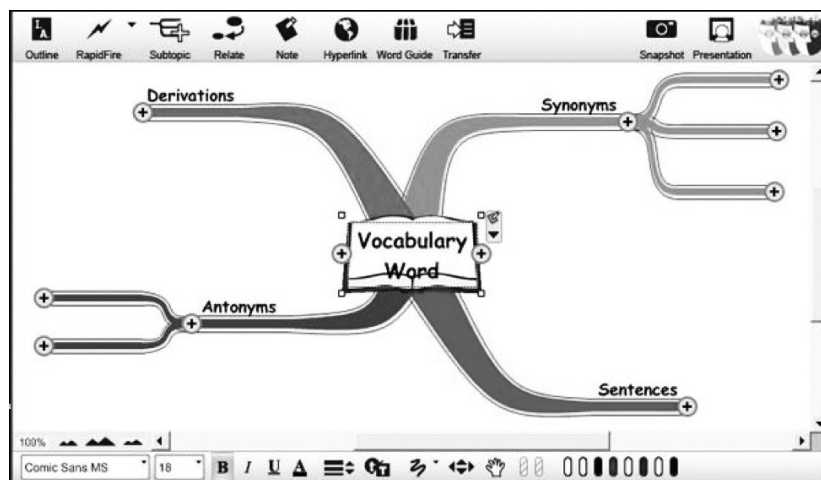 Outline RapidFire Subtopic Relate Note Hyperlink Word Guide Transfer Snapshot Presentation
Derivations
Synonyms
Vocabulary
Word
Antonyms
Sentences
100%
Comic Sans MS 18 B I U A